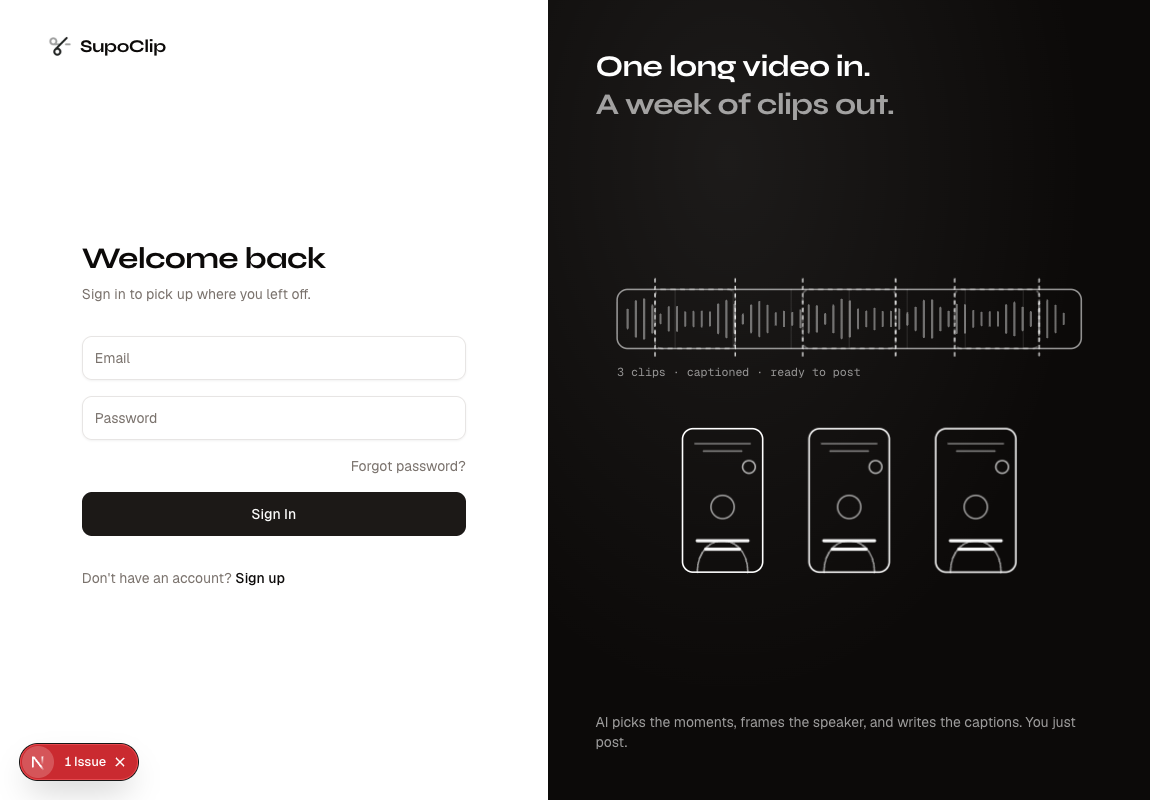 SupoClip
Welcome back
Sign in to pick up where you left off.
Email
Password
Forgot password?
Sign In
Don't have an account? Sign up
N 1 Issue
One long video in.
A week of clips out.
3 clips · captioned · ready to post
AI picks the moments, frames the speaker, and writes the captions. You just
post.